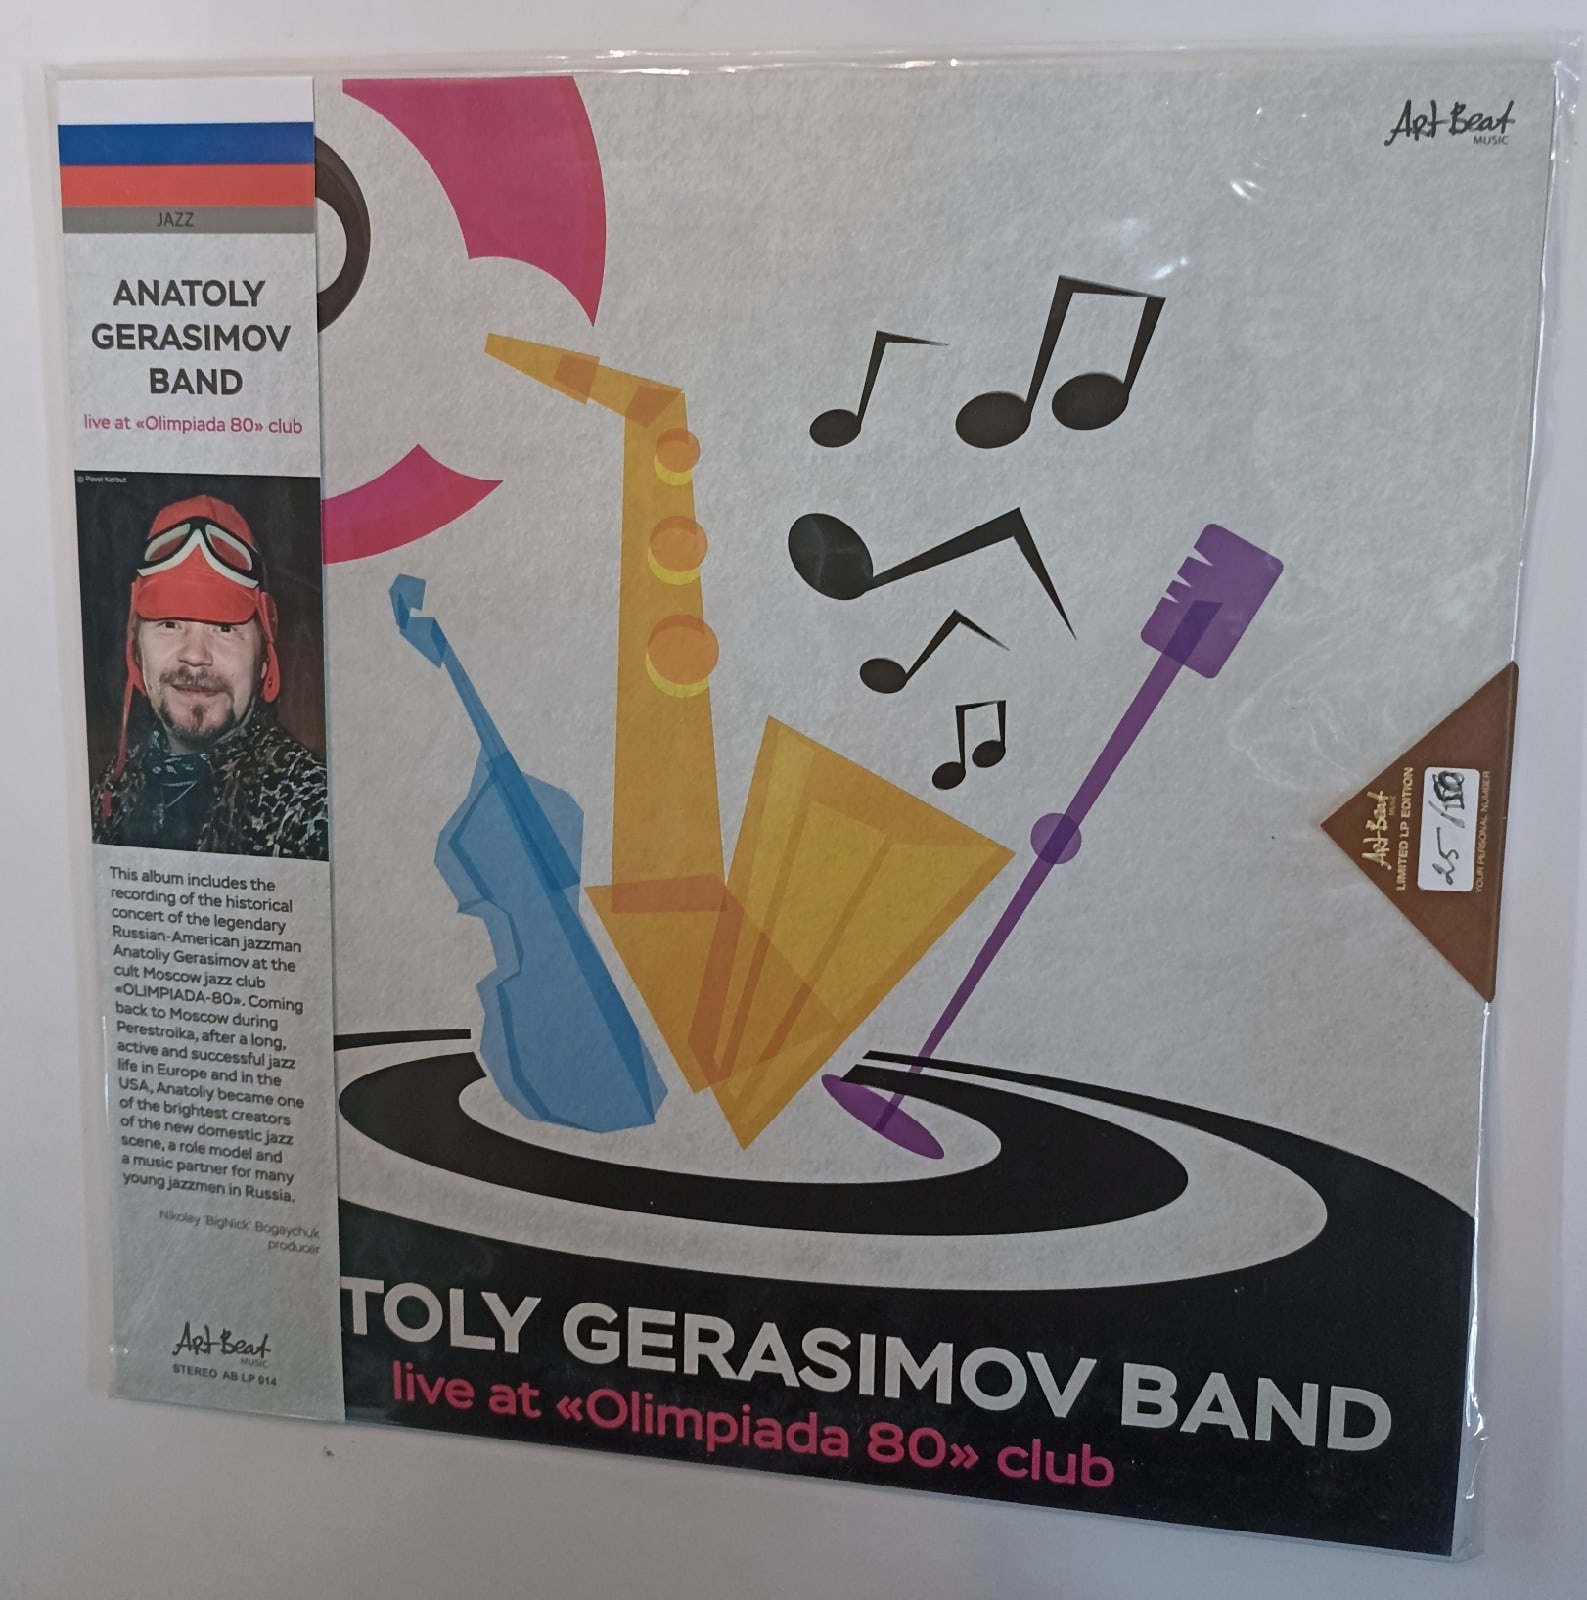 JAZZ
ANATOLY
GERASIMOV
BAND
live at «Olimpiada 80» club
© Pavel Korbut
This album includes the
recording of the historical
concert of the legendary
Russian-American jazzman
Anatoliy Gerasimov at the
cult Moscow jazz club
«OLIMPIADA-80». Coming
back to Moscow during
Perestroika, after a long,
active and successful jazz
life in Europe and in the
USA, Anatoliy became one
of the brightest creators
of the new domestic jazz
scene, a role model and
a music partner for many
young jazzmen in Russia.
Nikolay 'BigNick' Bogaychuk
producer
Art Beat
MUSIC
STEREO AB LP 014
Art Beat
MUSIC
Art Beat
MUSIC
LIMITED LP EDITION
25/100
YOUR PERSONAL NUMBER
TOLY GERASIMOV BAND
live at «Olimpiada 80» club